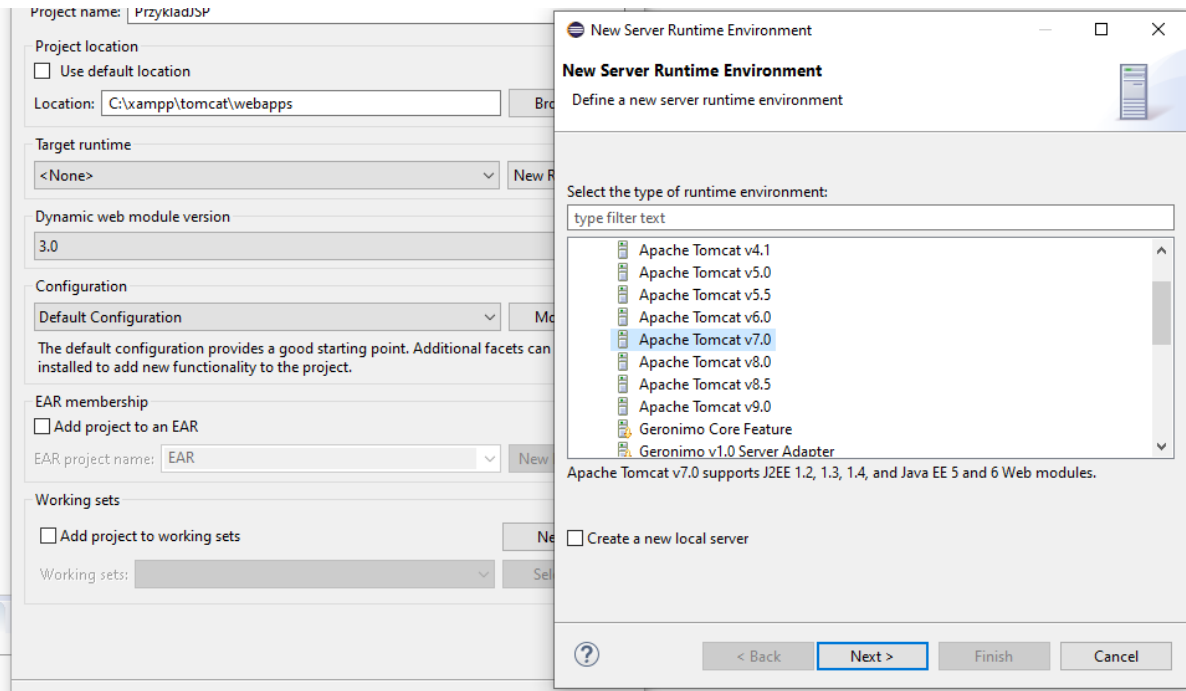 Project name: PrzykladJSP
Project location
Use default location
Location: C:\xampp\tomcat\webapps
Target runtime
<None>
Dynamic web module version
3.0
Configuration
Default Configuration
The default configuration provides a good starting point. Additional facets can
installed to add new functionality to the project.
EAR membership
Add project to an EAR
EAR project name: EAR
New
Working sets
Add project to working sets
Working sets:
New Server Runtime Environment
New Server Runtime Environment
Define a new server runtime environment
Select the type of runtime environment:
type filter text
Apache Tomcat v4.1
Apache Tomcat v5.0
Apache Tomcat v5.5
Apache Tomcat v6.0
Apache Tomcat v7.0
Apache Tomcat v8.0
Apache Tomcat v8.5
Apache Tomcat v9.0
Geronimo Core Feature
Geronimo v1.0 Server Adapter
Apache Tomcat v7.0 supports J2EE 1.2, 1.3, 1.4, and Java EE 5 and 6 Web modules.
Create a new local server
?
< Back
Next >
Finish
Cancel